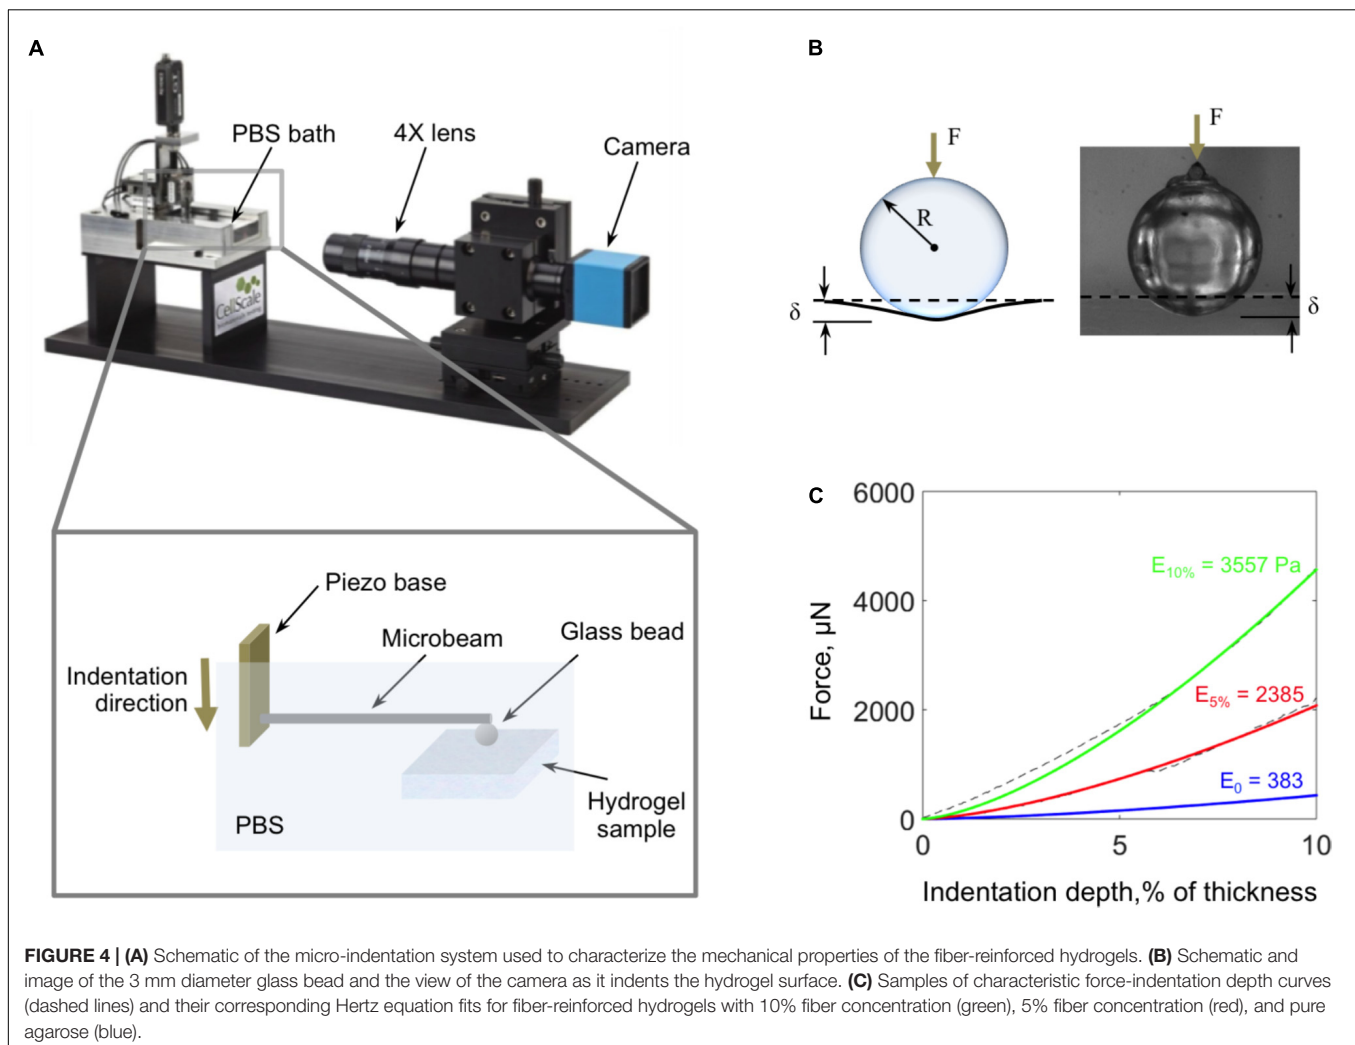 A
PBS bath
4X lens
Camera
CellScale
Piezo base
Microbeam
Glass bead
Indentation
direction
Hydrogel
sample
PBS
B
F
R
δ
F
δ
C
6000
4000
2000
0
0
5
10
Force, µN
E10% = 3557 Pa
E5% = 2385
E0 = 383
Indentation depth,% of thickness
FIGURE 4 | (A) Schematic of the micro-indentation system used to characterize the mechanical properties of the fiber-reinforced hydrogels. (B) Schematic and
image of the 3 mm diameter glass bead and the view of the camera as it indents the hydrogel surface. (C) Samples of characteristic force-indentation depth curves
(dashed lines) and their corresponding Hertz equation fits for fiber-reinforced hydrogels with 10% fiber concentration (green), 5% fiber concentration (red), and pure
agarose (blue).